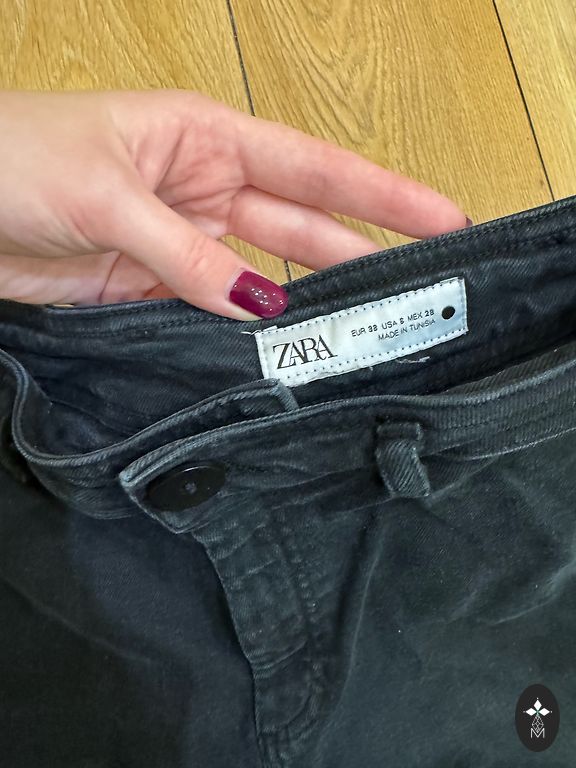 ZARA
EUR 38 USA 6 MEX 28
MADE IN TUNISIA
M